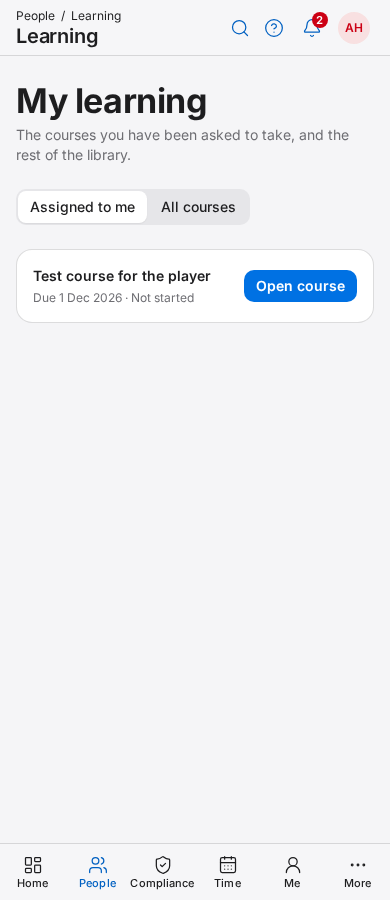 People / Learning
Learning
2
AH
My learning
The courses you have been asked to take, and the
rest of the library.
Assigned to me
All courses
Test course for the player
Due 1 Dec 2026 · Not started
Open course
Home
People
Compliance
Time
Me
More